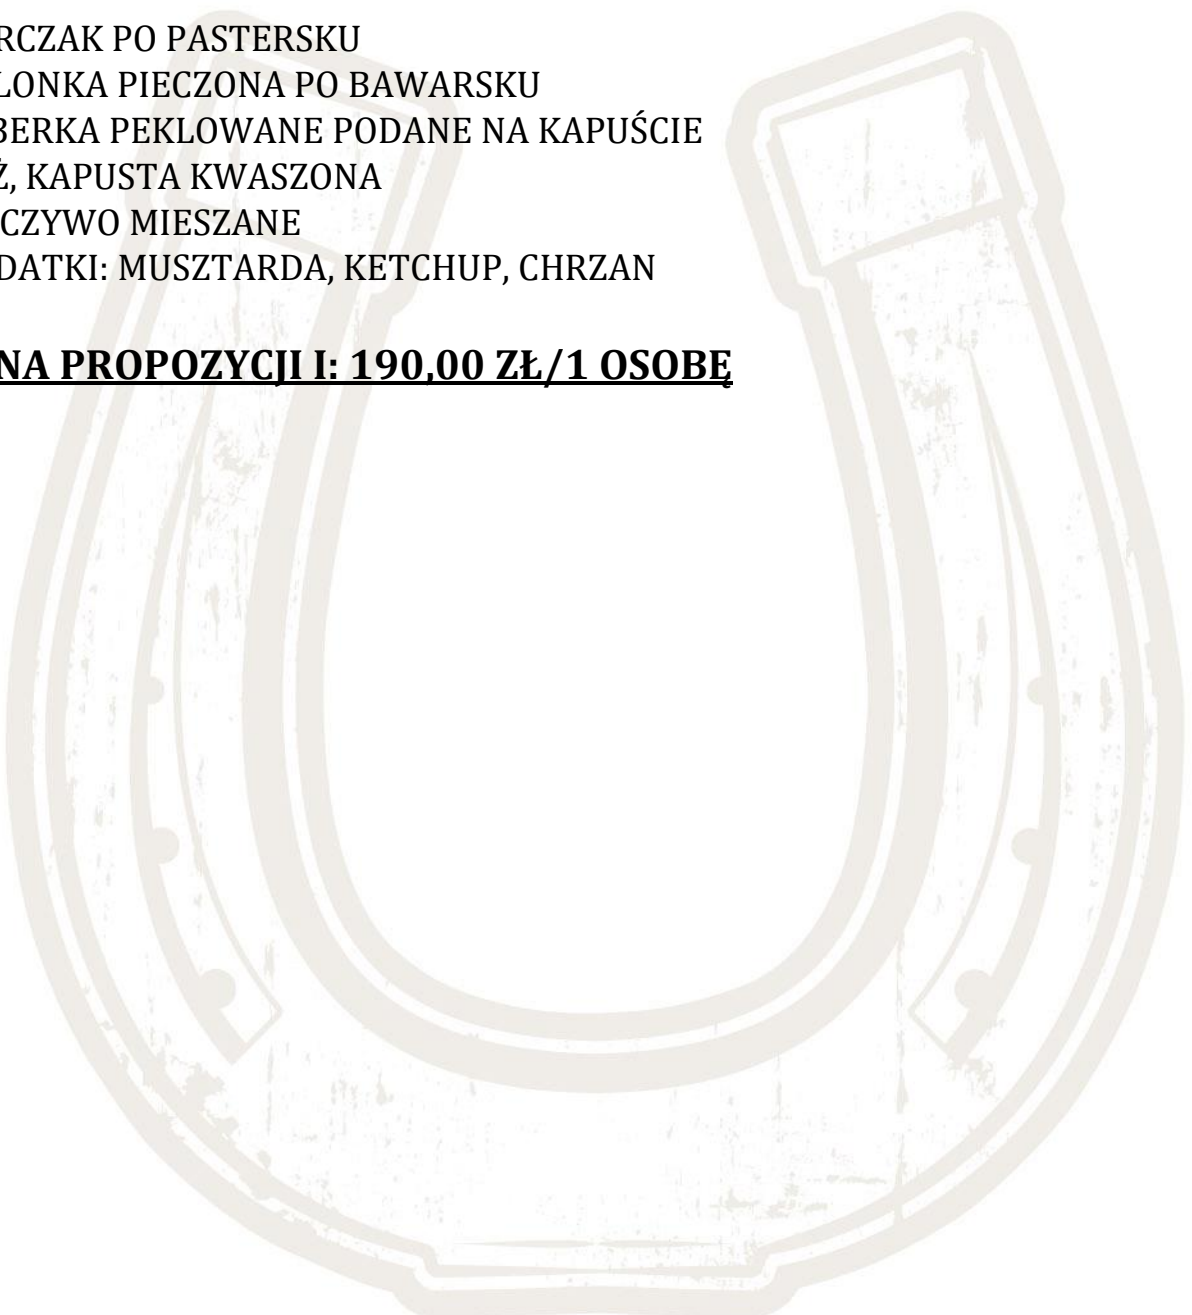 RCZAK PO PASTERSKU
LONKA PIECZONA PO BAWARSKU
BERKA PEKLOWANE PODANE NA KAPUŚCIE
Ż, KAPUSTA KWASZONA
CZYWO MIESZANE
DATKI: MUSZTARDA, KETCHUP, CHRZAN
NA PROPOZYCJI I: 190,00 ZŁ/1 OSOBĘ